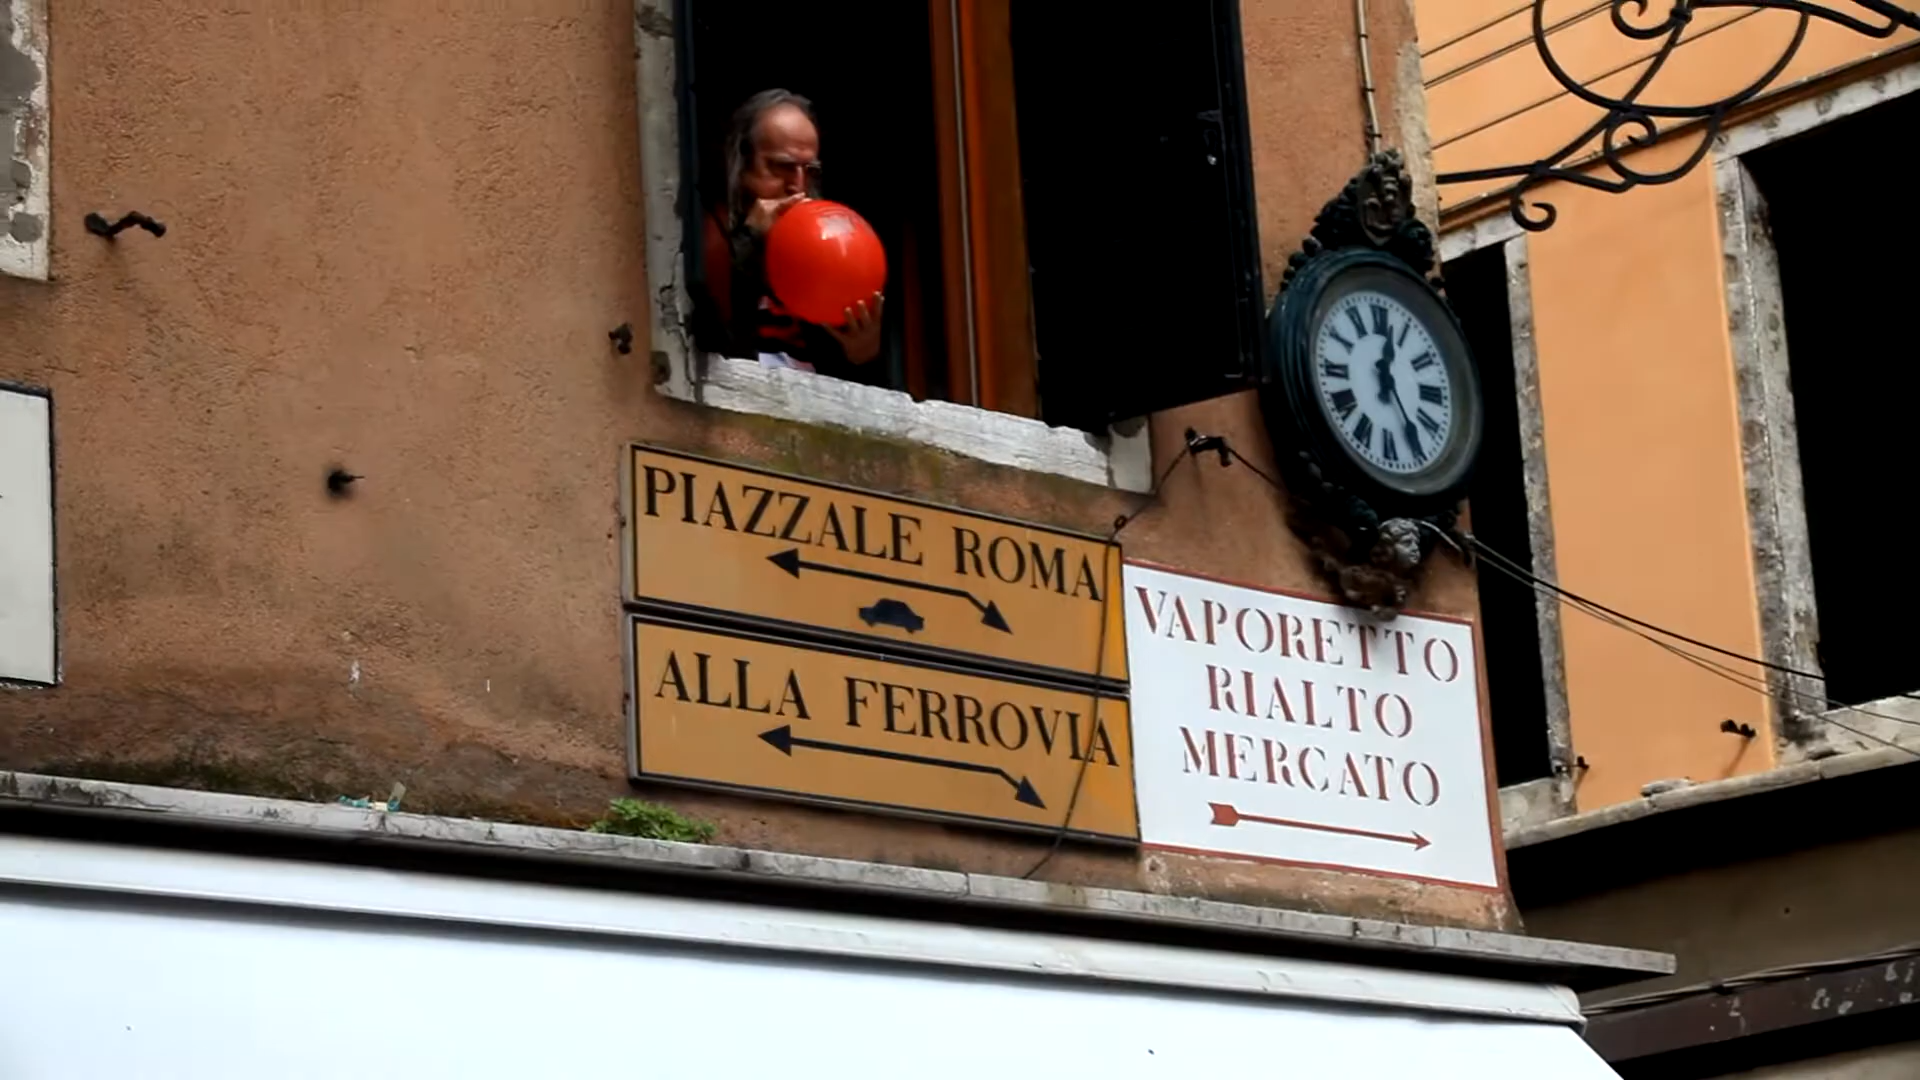 PIAZZALE ROMA
ALLA FERROVIA
VAPORETTO
RIALTO
MERCATO